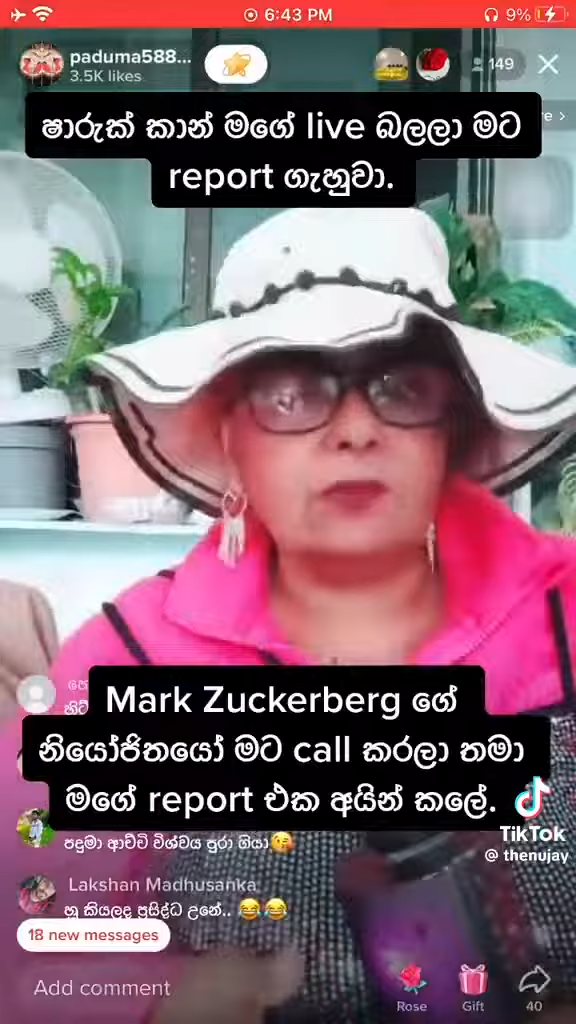 6:43 PM
9%
paduma588...
3.5K likes
149
ෂාරුක් කාන් මගේ live බලලා මට
report ගැහුවා.
Mark Zuckerberg ගේ
නියෝජිතයෝ මට call කරලා තමා
මගේ report එක අයින් කලේ.
TikTok
@ thenujay
පදුමා ආච්චි විශ්වය පුරා ගියා😘
Lakshan Madhusanka
හූ කියලද ප්‍රසිද්ධ උනේ.. 😂😂
18 new messages
Add comment
Rose
Gift
40